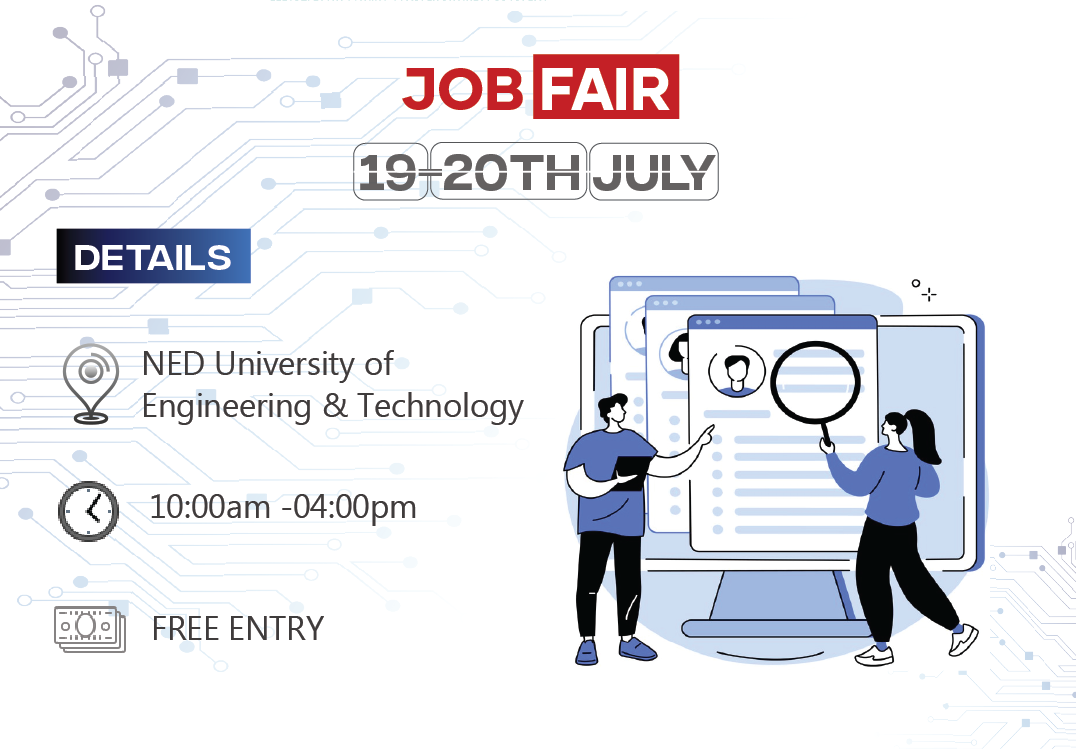 JOB FAIR
19-20TH JULY
DETAILS
NED University of
Engineering & Technology
10:00am -04:00pm
FREE ENTRY